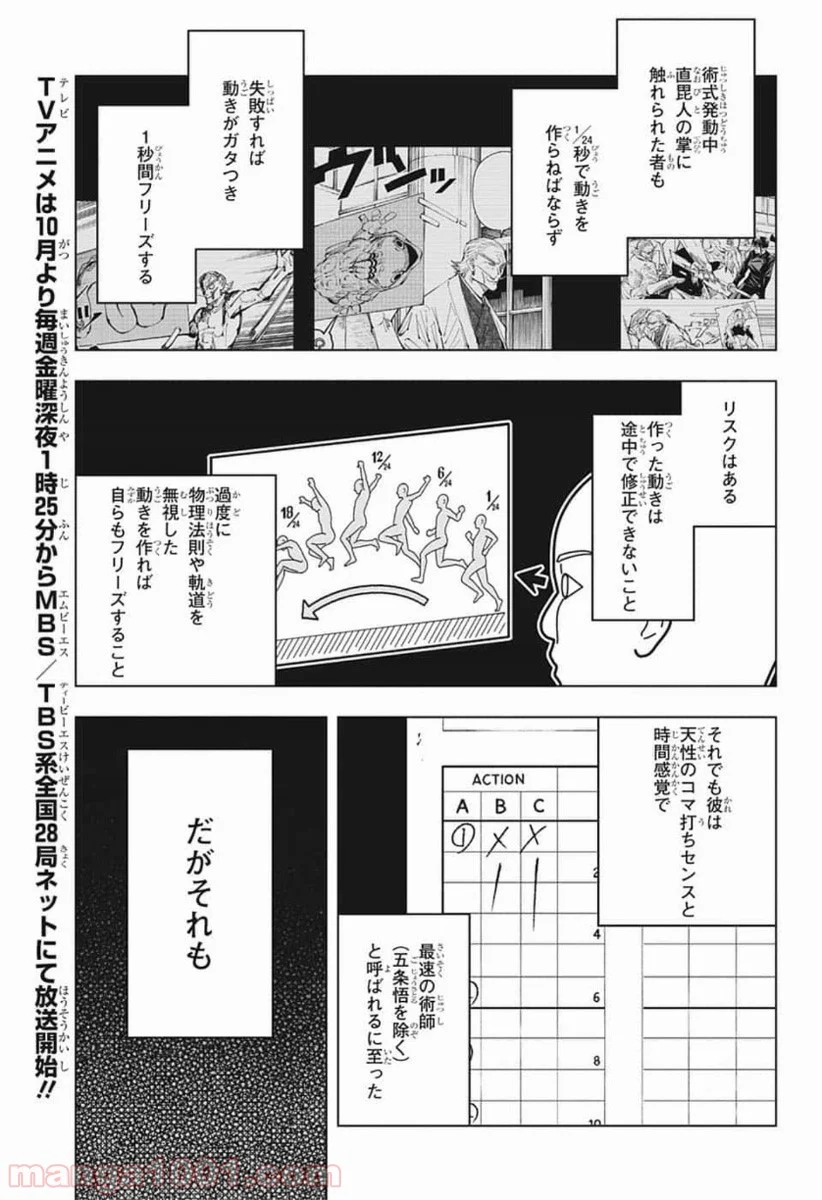 術式発動中
直毘人の掌に
触れられた者も
1/24秒で動きを
作らねばならず
失敗すれば
動きがガタつき
1秒間フリーズする
リスクはある
作った動きは
途中で修正できないこと
1/24
6/24
12/24
18/24
過度に
物理法則や軌道を
無視した
動きを作れば
自らもフリーズすること
それでも彼は
天性のコマ打ちセンスと
時間感覚で
ACTION
A B C
① X X
2
4
6
8
10
最速の術師
(五条悟を除く)
と呼ばれるに至った
だがそれも
TVアニメは10月より毎週金曜深夜1時25分からMBS/TBS系全国28局ネットにて放送開始!!
manga1001.com